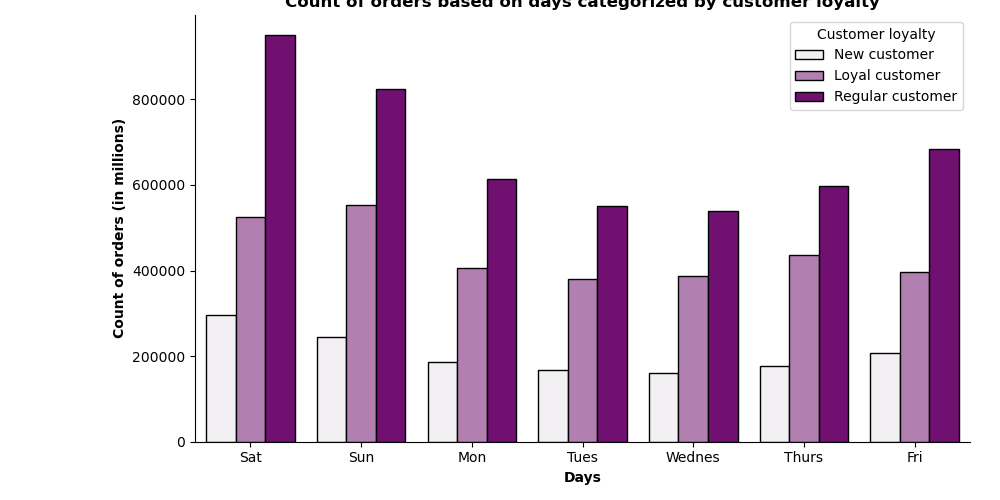 Count of orders based on days categorized by customer loyalty
Customer loyalty
New customer
Loyal customer
Regular customer
Count of orders (in millions)
800000
600000
400000
200000
0
Sat Sun Mon Tues Wednes Thurs Fri
Days